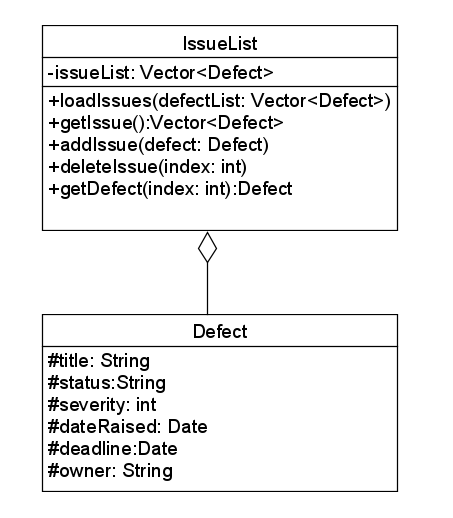 IssueList
-issueList: Vector<Defect>
+loadIssues(defectList: Vector<Defect>)
+getIssue():Vector<Defect>
+addIssue(defect: Defect)
+deleteIssue(index: int)
+getDefect(index: int):Defect
Defect
#title: String
#status:String
#severity: int
#dateRaised: Date
#deadline:Date
#owner: String